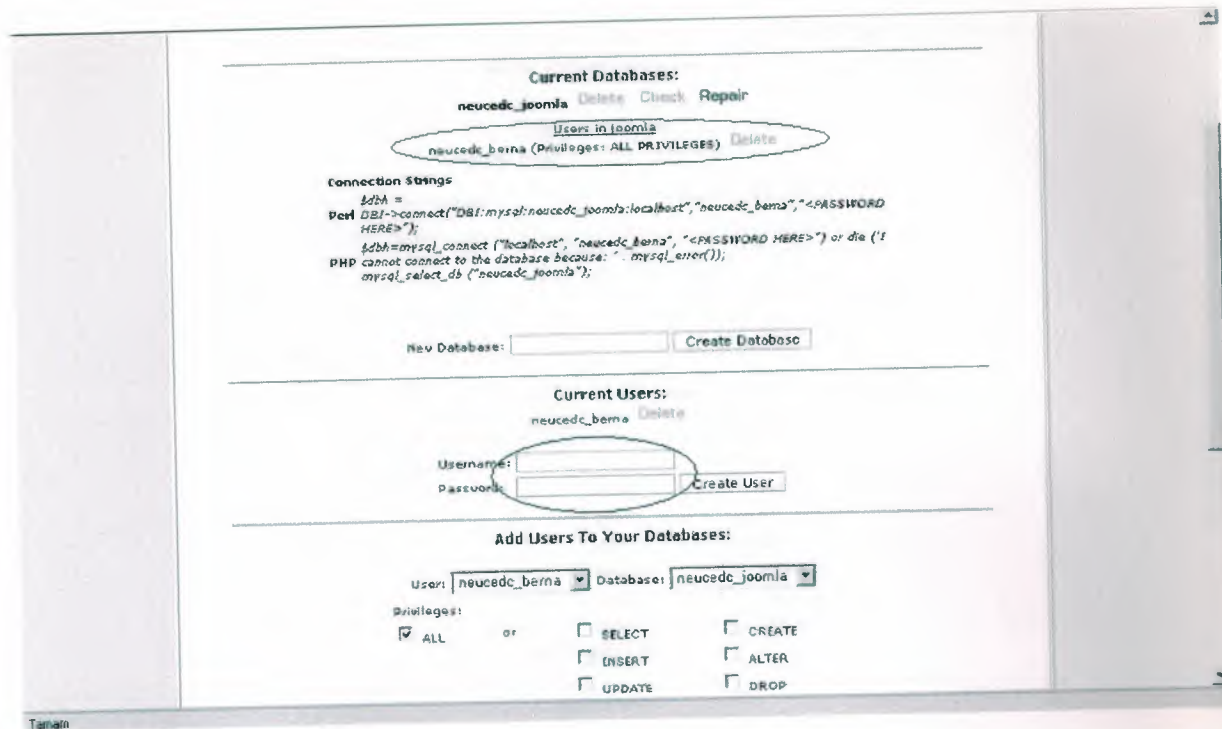 Current Databases:
neucedc_joomla Delete Check Repair
Users in joomla
neucedc_berna (Privileges: ALL PRIVILEGES) Delete
Connection Strings
$dbh =
Perl DBI->connect("DBI:mysql:neucedc_joomla:localhost","neucedc_berna","<PASSWORD
HERE>");
$dbh=mysql_connect ("localhost", "neucedc_berna", "<PASSWORD HERE>") or die ('I
PHP cannot connect to the database because: ' . mysql_error());
mysql_select_db ("neucedc_joomla");
New Database: Create Database
Current Users:
neucedc_berna Delete
Username:
Password: Create User
Add Users To Your Databases:
User: neucedc_berna Database: neucedc_joomla
Privileges:
ALL or SELECT CREATE
INSERT ALTER
UPDATE DROP
Tamam